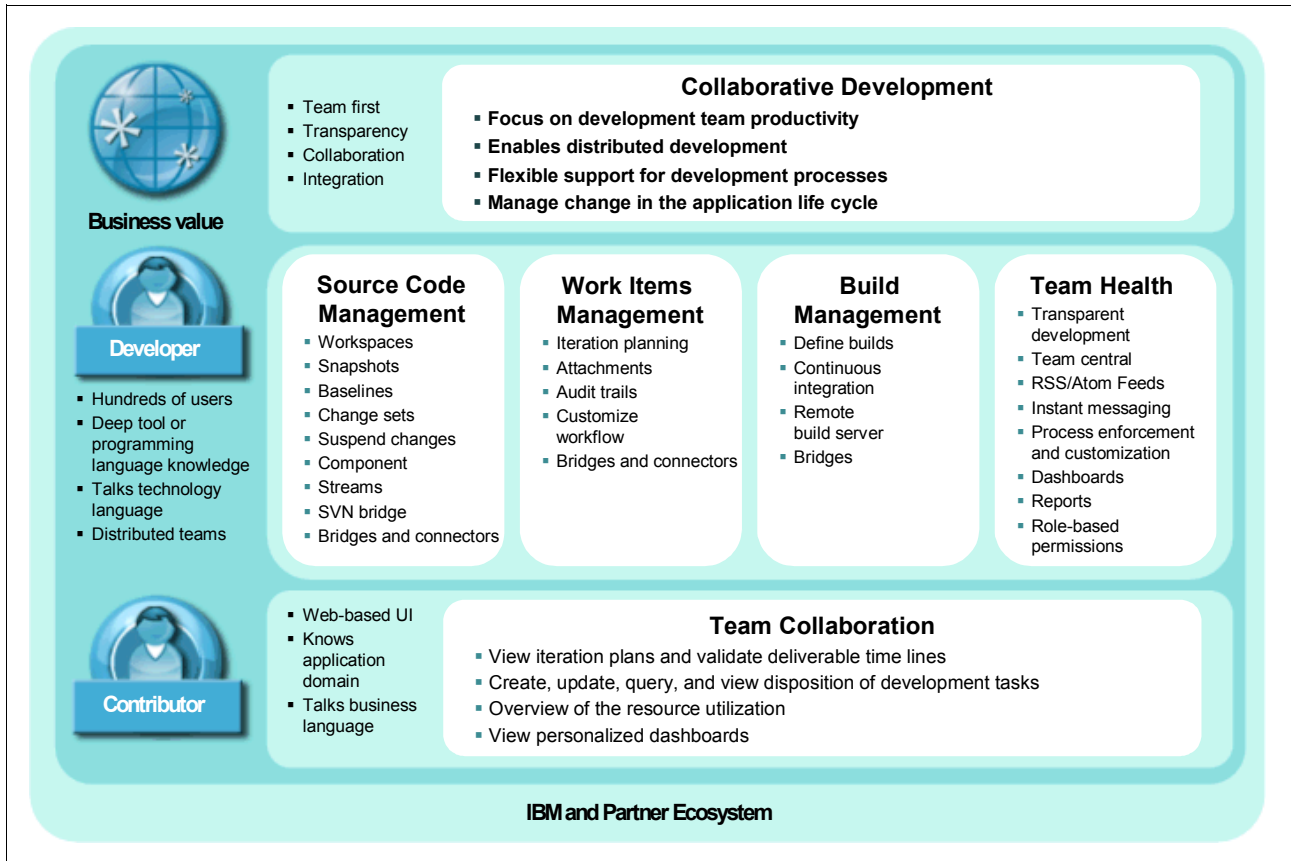 Business value
▪ Team first
▪ Transparency
▪ Collaboration
▪ Integration
Collaborative Development
▪ Focus on development team productivity
▪ Enables distributed development
▪ Flexible support for development processes
▪ Manage change in the application life cycle
Developer
▪ Hundreds of users
▪ Deep tool or
programming
language knowledge
▪ Talks technology
language
▪ Distributed teams
Source Code
Management
▪ Workspaces
▪ Snapshots
▪ Baselines
▪ Change sets
▪ Suspend changes
▪ Component
▪ Streams
▪ SVN bridge
▪ Bridges and connectors
Work Items
Management
▪ Iteration planning
▪ Attachments
▪ Audit trails
▪ Customize
workflow
▪ Bridges and connectors
Build
Management
▪ Define builds
▪ Continuous
integration
▪ Remote
build server
▪ Bridges
Team Health
▪ Transparent
development
▪ Team central
▪ RSS/Atom Feeds
▪ Instant messaging
▪ Process enforcement
and customization
▪ Dashboards
▪ Reports
▪ Role-based
permissions
Contributor
▪ Web-based UI
▪ Knows
application
domain
▪ Talks business
language
Team Collaboration
▪ View iteration plans and validate deliverable time lines
▪ Create, update, query, and view disposition of development tasks
▪ Overview of the resource utilization
▪ View personalized dashboards
IBM and Partner Ecosystem